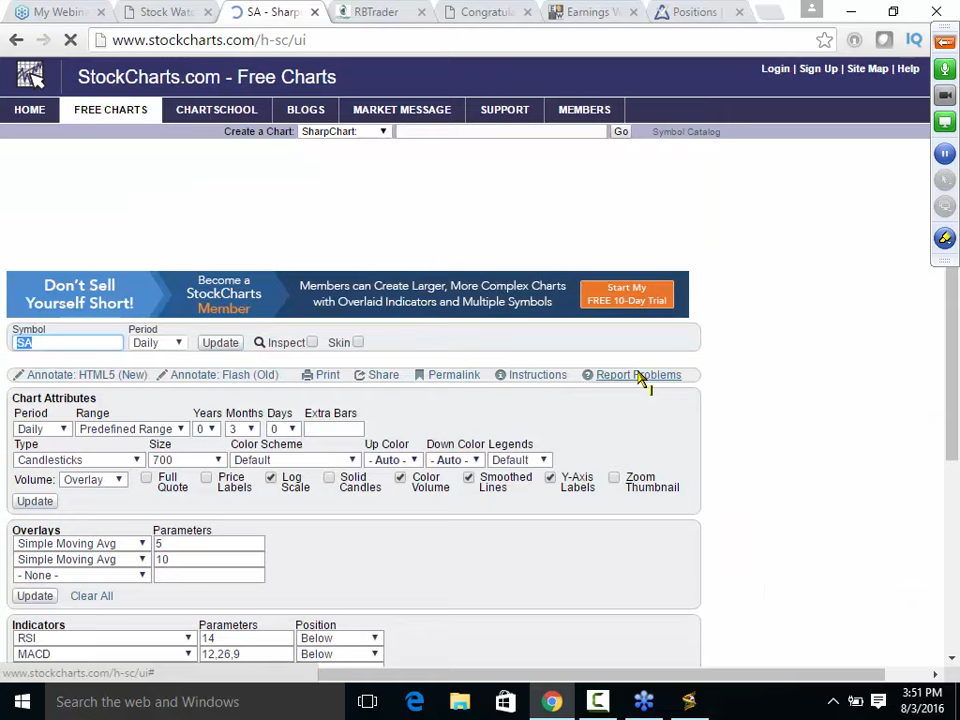 My Webin
Stock Wat
SA - Sharp
RBTrader
Congratu
Earnings W
Positions |
www.stockcharts.com/h-sc/ui
IQ
StockCharts.com - Free Charts
Login | Sign Up | Site Map | Help
HOME FREE CHARTS CHARTSCHOOL BLOGS MARKET MESSAGE SUPPORT MEMBERS
Create a Chart: SharpChart: Go Symbol Catalog
Don't Sell
Yourself Short!
Become a
StockCharts
Member
Members can Create Larger, More Complex Charts
with Overlaid Indicators and Multiple Symbols
Start My
FREE 10-Day Trial
Symbol Period
SA Daily Update Inspect Skin
Annotate: HTML5 (New) Annotate: Flash (Old) Print Share Permalink Instructions Report Problems
Chart Attributes
Period Range Years Months Days Extra Bars
Daily Predefined Range 0 3 0
Type Size Color Scheme Up Color Down Color Legends
Candlesticks 700 Default - Auto - - Auto - Default
Volume: Overlay
Full
Quote
Price
Labels
Log
Scale
Solid
Candles
Color
Volume
Smoothed
Lines
Y-Axis
Labels
Zoom
Thumbnail
Update
Overlays Parameters
Simple Moving Avg 5
Simple Moving Avg 10
- None -
Update Clear All
Indicators Parameters Position
RSI 14 Below
MACD 12,26,9 Below
www.stockcharts.com/h-sc/ui#
Search the web and Windows
3:51 PM
8/3/2016